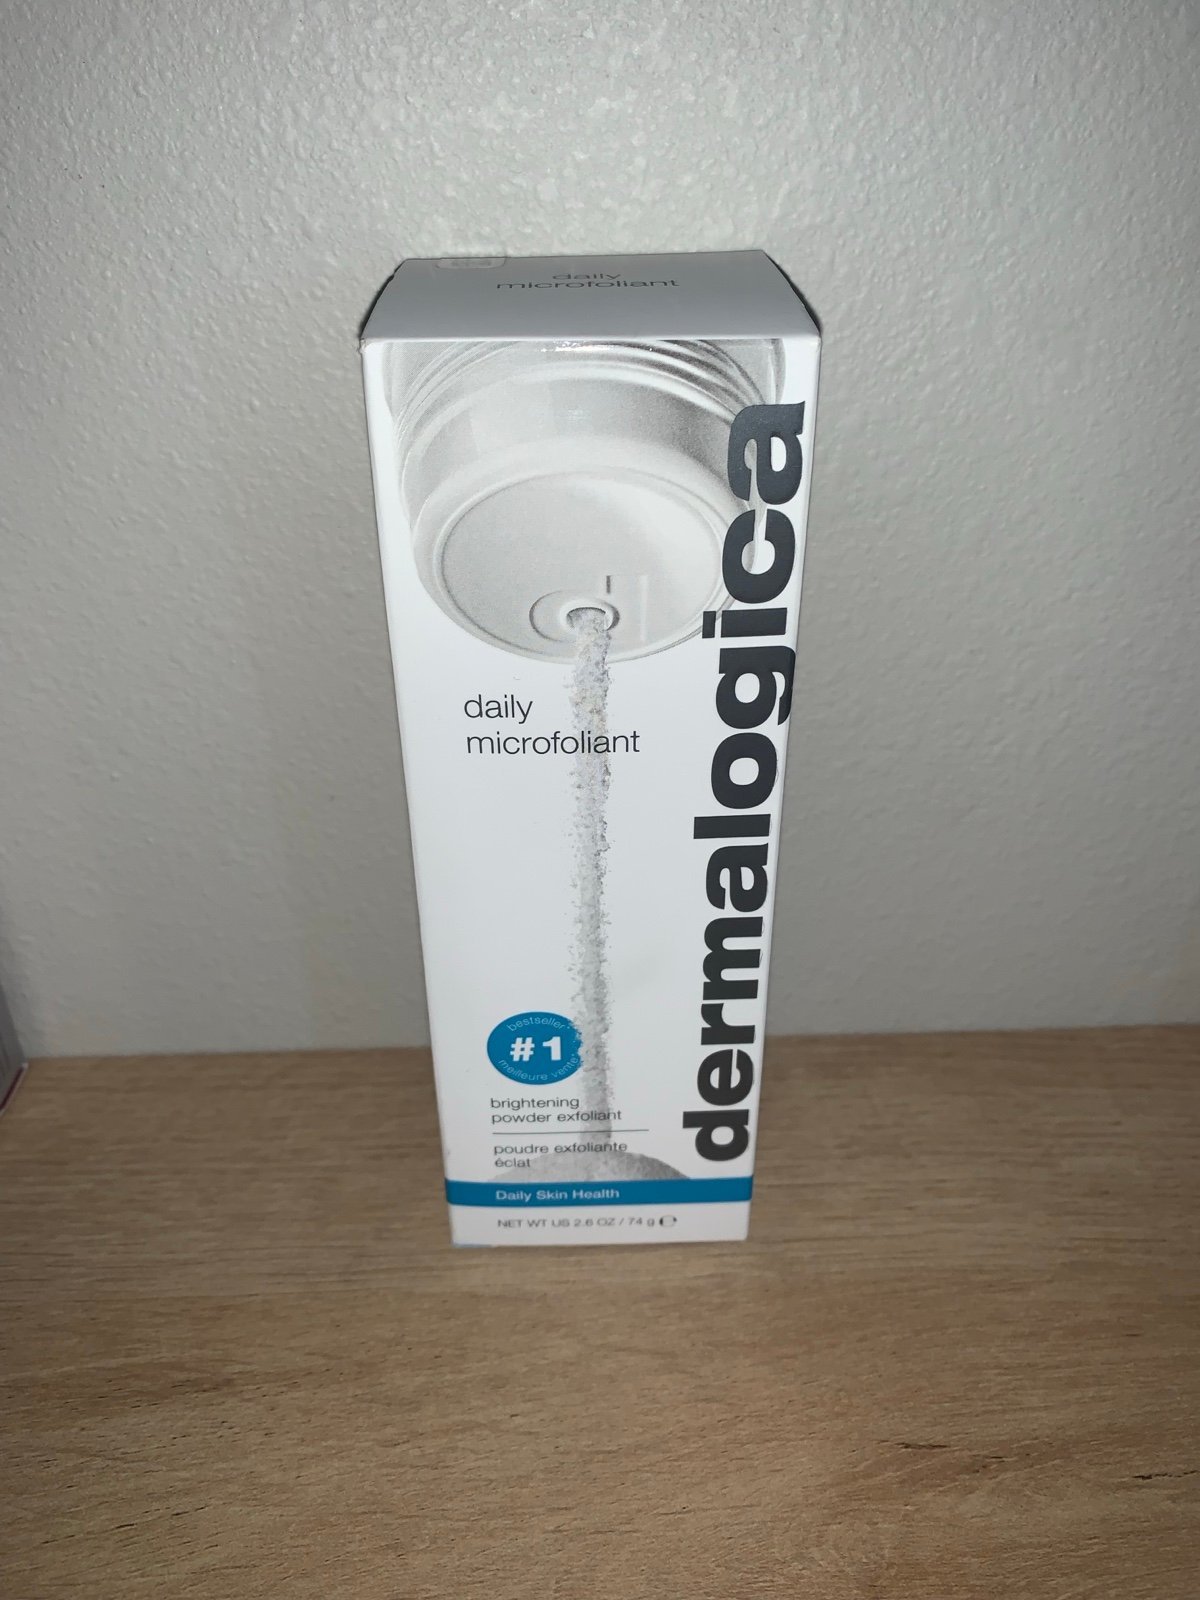 daily
microfoliant
daily
microfoliant
dermalogica
bestseller
#1
meilleure vente
brightening
powder exfoliant
poudre exfoliante
éclat
Daily Skin Health
NET WT US 2.6 OZ / 74 g ℮